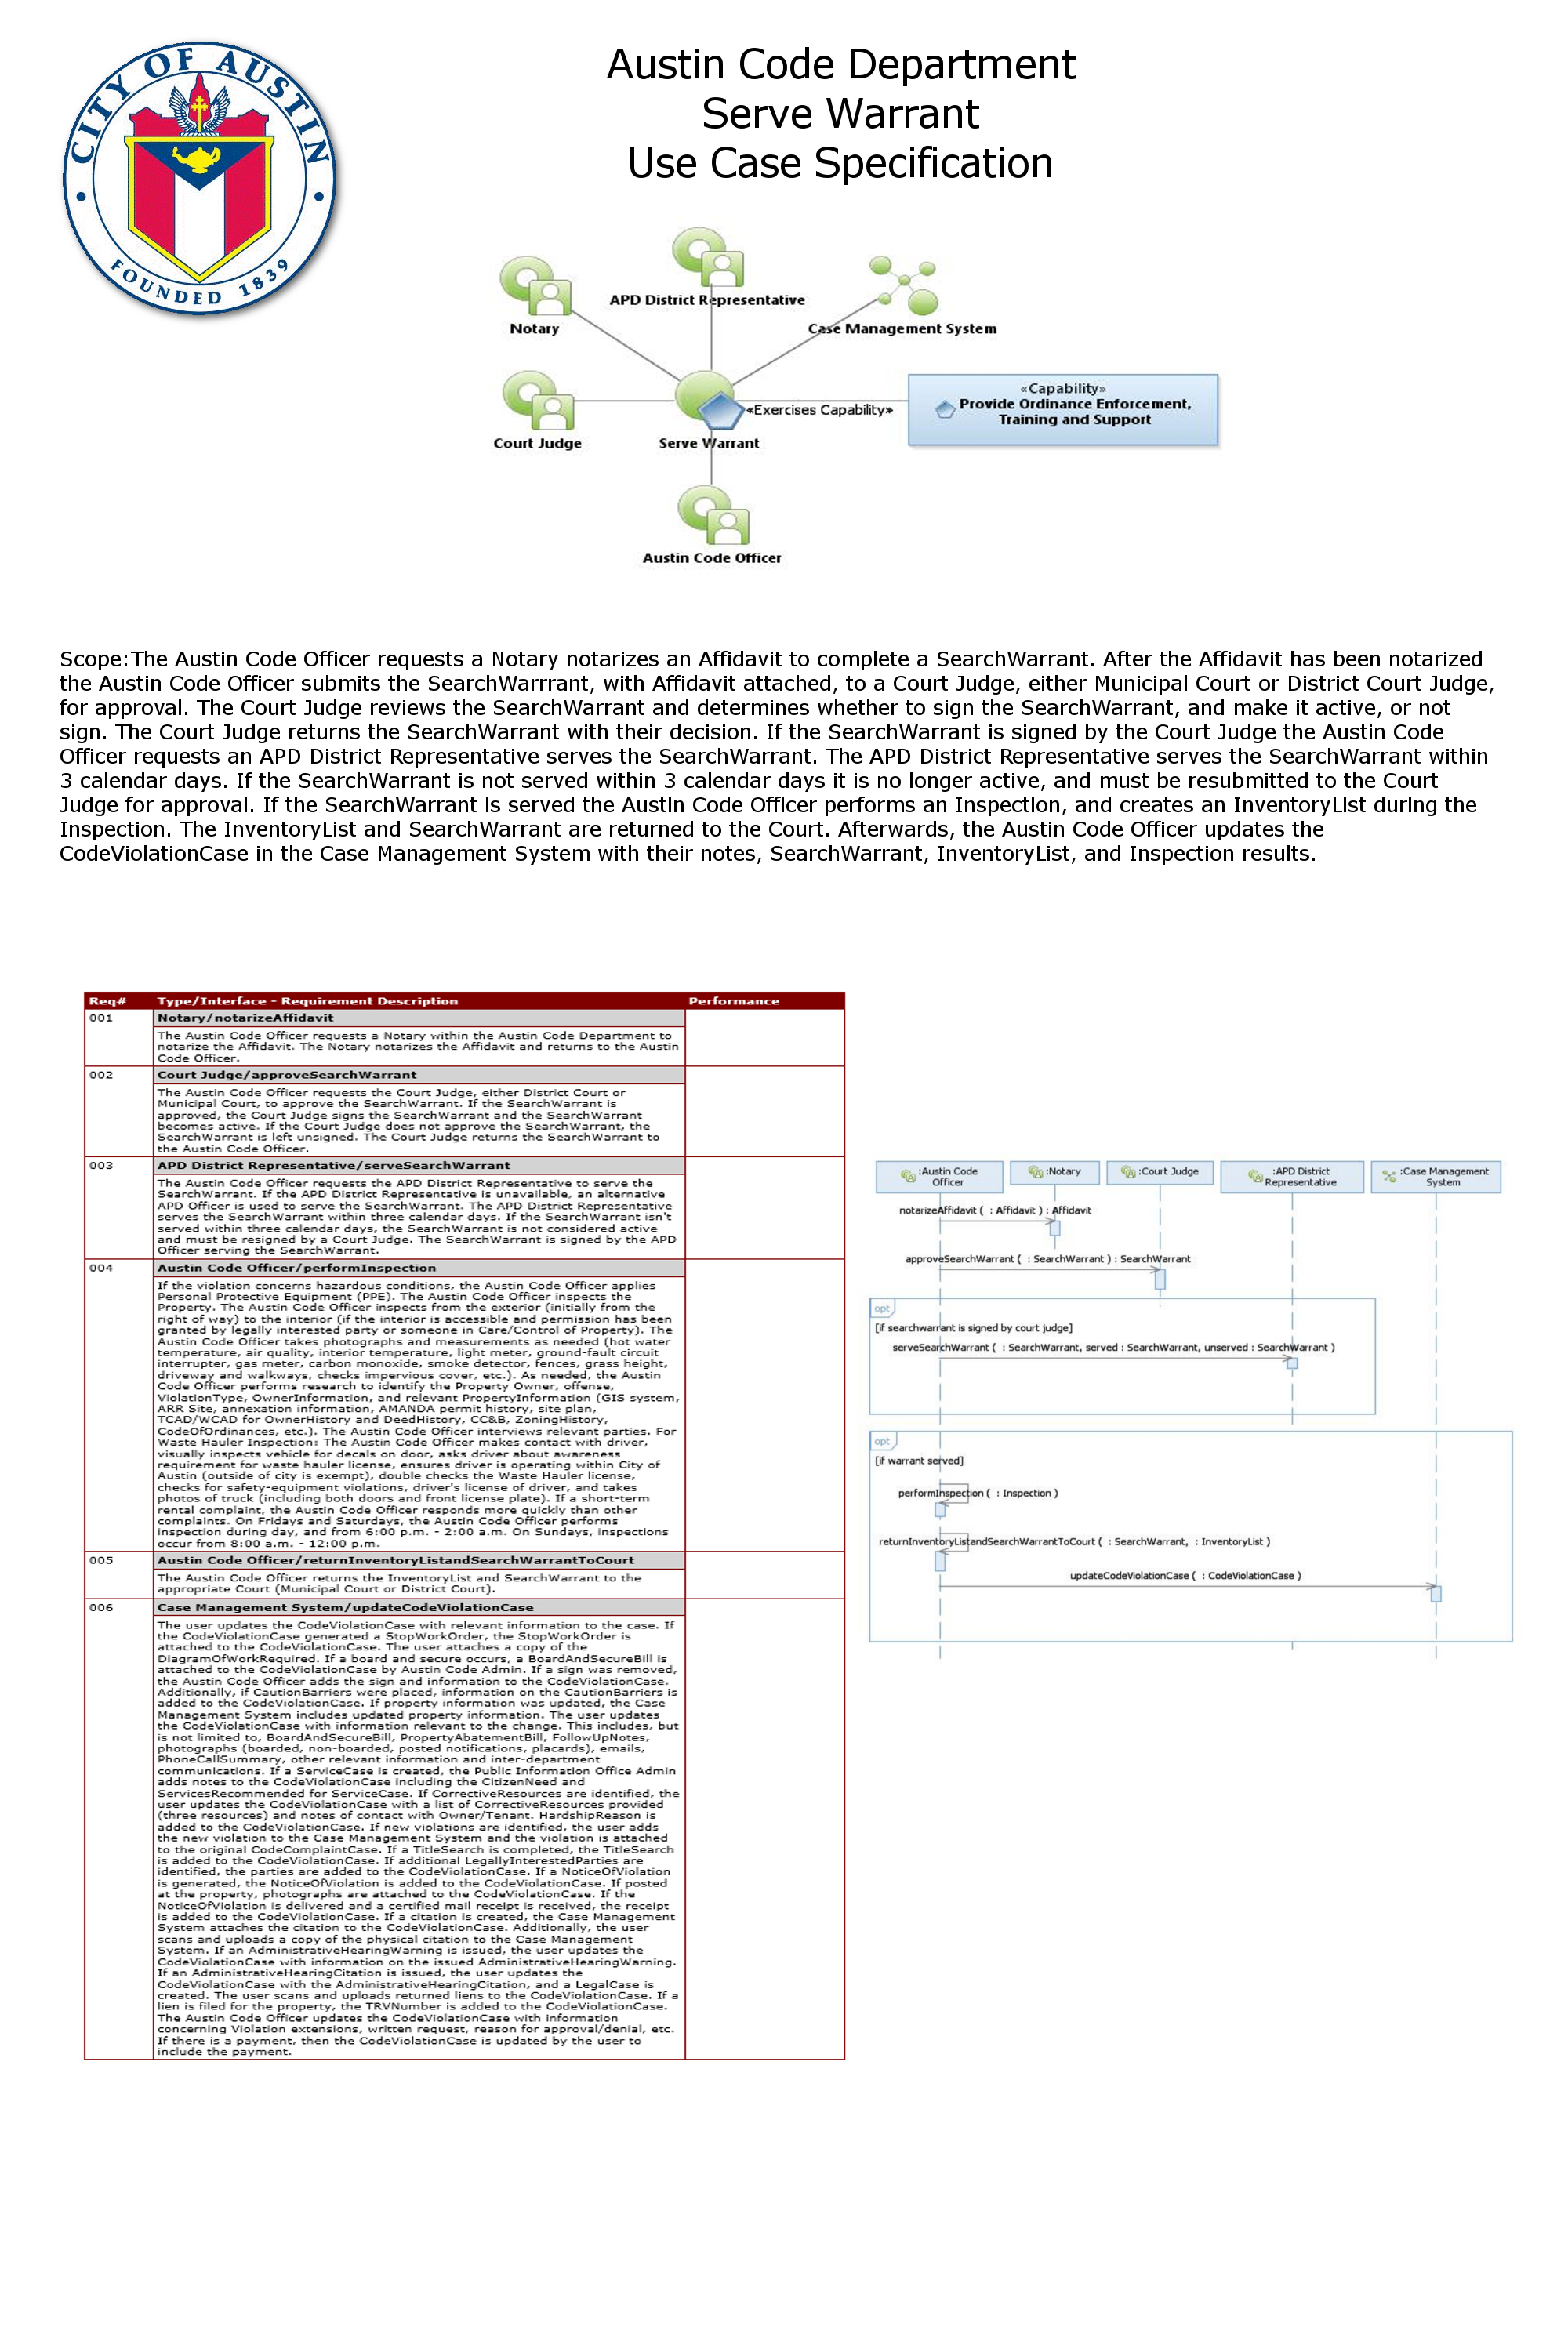 CITY OF AUSTIN
FOUNDED 1839
Austin Code Department
Serve Warrant
Use Case Specification
Notary
APD District Representative
Case Management System
Court Judge
Serve Warrant
«Exercises Capability»
«Capability»
Provide Ordinance Enforcement,
Training and Support
Austin Code Officer
Scope:The Austin Code Officer requests a Notary notarizes an Affidavit to complete a SearchWarrant. After the Affidavit has been notarized
the Austin Code Officer submits the SearchWarrrant, with Affidavit attached, to a Court Judge, either Municipal Court or District Court Judge,
for approval. The Court Judge reviews the SearchWarrant and determines whether to sign the SearchWarrant, and make it active, or not
sign. The Court Judge returns the SearchWarrant with their decision. If the SearchWarrant is signed by the Court Judge the Austin Code
Officer requests an APD District Representative serves the SearchWarrant. The APD District Representative serves the SearchWarrant within
3 calendar days. If the SearchWarrant is not served within 3 calendar days it is no longer active, and must be resubmitted to the Court
Judge for approval. If the SearchWarrant is served the Austin Code Officer performs an Inspection, and creates an InventoryList during the
Inspection. The InventoryList and SearchWarrant are returned to the Court. Afterwards, the Austin Code Officer updates the
CodeViolationCase in the Case Management System with their notes, SearchWarrant, InventoryList, and Inspection results.
Req# Type/Interface - Requirement Description Performance
001 Notary/notarizeAffidavit
The Austin Code Officer requests a Notary within the Austin Code Department to
notarize the Affidavit. The Notary notarizes the Affidavit and returns to the Austin
Code Officer.
002 Court Judge/approveSearchWarrant
The Austin Code Officer requests the Court Judge, either District Court or
Municipal Court, to approve the SearchWarrant. If the SearchWarrant is
approved, the Court Judge signs the SearchWarrant and the SearchWarrant
becomes active. If the Court Judge does not approve the SearchWarrant, the
SearchWarrant is left unsigned. The Court Judge returns the SearchWarrant to
the Austin Code Officer.
003 APD District Representative/serveSearchWarrant
The Austin Code Officer requests the APD District Representative to serve the
SearchWarrant. If the APD District Representative is unavailable, an alternative
APD Officer is used to serve the SearchWarrant. The APD District Representative
serves the SearchWarrant within three calendar days. If the SearchWarrant isn't
served within three calendar days, the SearchWarrant is not considered active
and must be resigned by a Court Judge. The SearchWarrant is signed by the APD
Officer serving the SearchWarrant.
004 Austin Code Officer/performInspection
If the violation concerns hazardous conditions, the Austin Code Officer applies
Personal Protective Equipment (PPE). The Austin Code Officer inspects the
Property. The Austin Code Officer inspects from the exterior (initially from the
right of way) to the interior (if the interior is accessible and permission has been
granted by legally interested party or someone in Care/Control of Property). The
Austin Code Officer takes photographs and measurements as needed (hot water
temperature, air quality, interior temperature, light meter, ground-fault circuit
interrupter, gas meter, carbon monoxide, smoke detector, fences, grass height,
driveway and walkways, checks impervious cover, etc.). As needed, the Austin
Code Officer performs research to identify the Property Owner, offense,
ViolationType, OwnerInformation, and relevant PropertyInformation (GIS system,
ARR Site, annexation information, AMANDA permit history, site plan,
TCAD/WCAD for OwnerHistory and DeedHistory, CC&B, ZoningHistory,
CodeOfOrdinances, etc.). The Austin Code Officer interviews relevant parties. For
Waste Hauler Inspection: The Austin Code Officer makes contact with driver,
visually inspects vehicle for decals on door, asks driver about awareness
requirement for waste hauler license, ensures driver is operating within City of
Austin (outside of city is exempt), double checks the Waste Hauler license,
checks for safety-equipment violations, driver's license of driver, and takes
photos of truck (including both doors and front license plate). If a short-term
rental complaint, the Austin Code Officer responds more quickly than other
complaints. On Fridays and Saturdays, the Austin Code Officer performs
inspection during day, and from 6:00 p.m. - 2:00 a.m. On Sundays, inspections
occur from 8:00 a.m. - 12:00 p.m.
005 Austin Code Officer/returnInventoryListandSearchWarrantToCourt
The Austin Code Officer returns the InventoryList and SearchWarrant to the
appropriate Court (Municipal Court or District Court).
006 Case Management System/updateCodeViolationCase
The user updates the CodeViolationCase with relevant information to the case. If
the CodeViolationCase generated a StopWorkOrder, the StopWorkOrder is
attached to the CodeViolationCase. The user attaches a copy of the
DiagramOfWorkRequired. If a board and secure occurs, a BoardAndSecureBill is
attached to the CodeViolationCase by Austin Code Admin. If a sign was removed,
the Austin Code Officer adds the sign and information to the CodeViolationCase.
Additionally, if CautionBarriers were placed, information on the CautionBarriers is
added to the CodeViolationCase. If property information was updated, the Case
Management System includes updated property information. The user updates
the CodeViolationCase with information relevant to the change. This includes, but
is not limited to, BoardAndSecureBill, PropertyAbatementBill, FollowUpNotes,
photographs (boarded, non-boarded, posted notifications, placards), emails,
PhoneCallSummary, other relevant information and inter-department
communications. If a ServiceCase is created, the Public Information Office Admin
adds notes to the CodeViolationCase including the CitizenNeed and
ServicesRecommended for ServiceCase. If CorrectiveResources are identified, the
user updates the CodeViolationCase with a list of CorrectiveResources provided
(three resources) and notes of contact with Owner/Tenant. HardshipReason is
added to the CodeViolationCase. If new violations are identified, the user adds
the new violation to the Case Management System and the violation is attached
to the original CodeComplaintCase. If a TitleSearch is completed, the TitleSearch
is added to the CodeViolationCase. If additional LegallyInterestedParties are
identified, the parties are added to the CodeViolationCase. If a NoticeOfViolation
is generated, the NoticeOfViolation is added to the CodeViolationCase. If posted
at the property, photographs are attached to the CodeViolationCase. If the
NoticeOfViolation is delivered and a certified mail receipt is received, the receipt
is added to the CodeViolationCase. If a citation is created, the Case Management
System attaches the citation to the CodeViolationCase. Additionally, the user
scans and uploads a copy of the physical citation to the Case Management
System. If an AdministrativeHearingWarning is issued, the user updates the
CodeViolationCase with information on the issued AdministrativeHearingWarning.
If an AdministrativeHearingCitation is issued, the user updates the
CodeViolationCase with the AdministrativeHearingCitation, and a LegalCase is
created. The user scans and uploads returned liens to the CodeViolationCase. If a
lien is filed for the property, the TRVNumber is added to the CodeViolationCase.
The Austin Code Officer updates the CodeViolationCase with information
concerning Violation extensions, written request, reason for approval/denial, etc.
If there is a payment, then the CodeViolationCase is updated by the user to
include the payment.
:Austin Code
Officer
:Notary
:Court Judge
:APD District
Representative
:Case Management
System
notarizeAffidavit ( : Affidavit ) : Affidavit
approveSearchWarrant ( : SearchWarrant ) : SearchWarrant
opt
[if searchwarrant is signed by court judge]
serveSearchWarrant ( : SearchWarrant, served : SearchWarrant, unserved : SearchWarrant )
opt
[if warrant served]
performInspection ( : Inspection )
returnInventoryListandSearchWarrantToCourt ( : SearchWarrant, : InventoryList )
updateCodeViolationCase ( : CodeViolationCase )